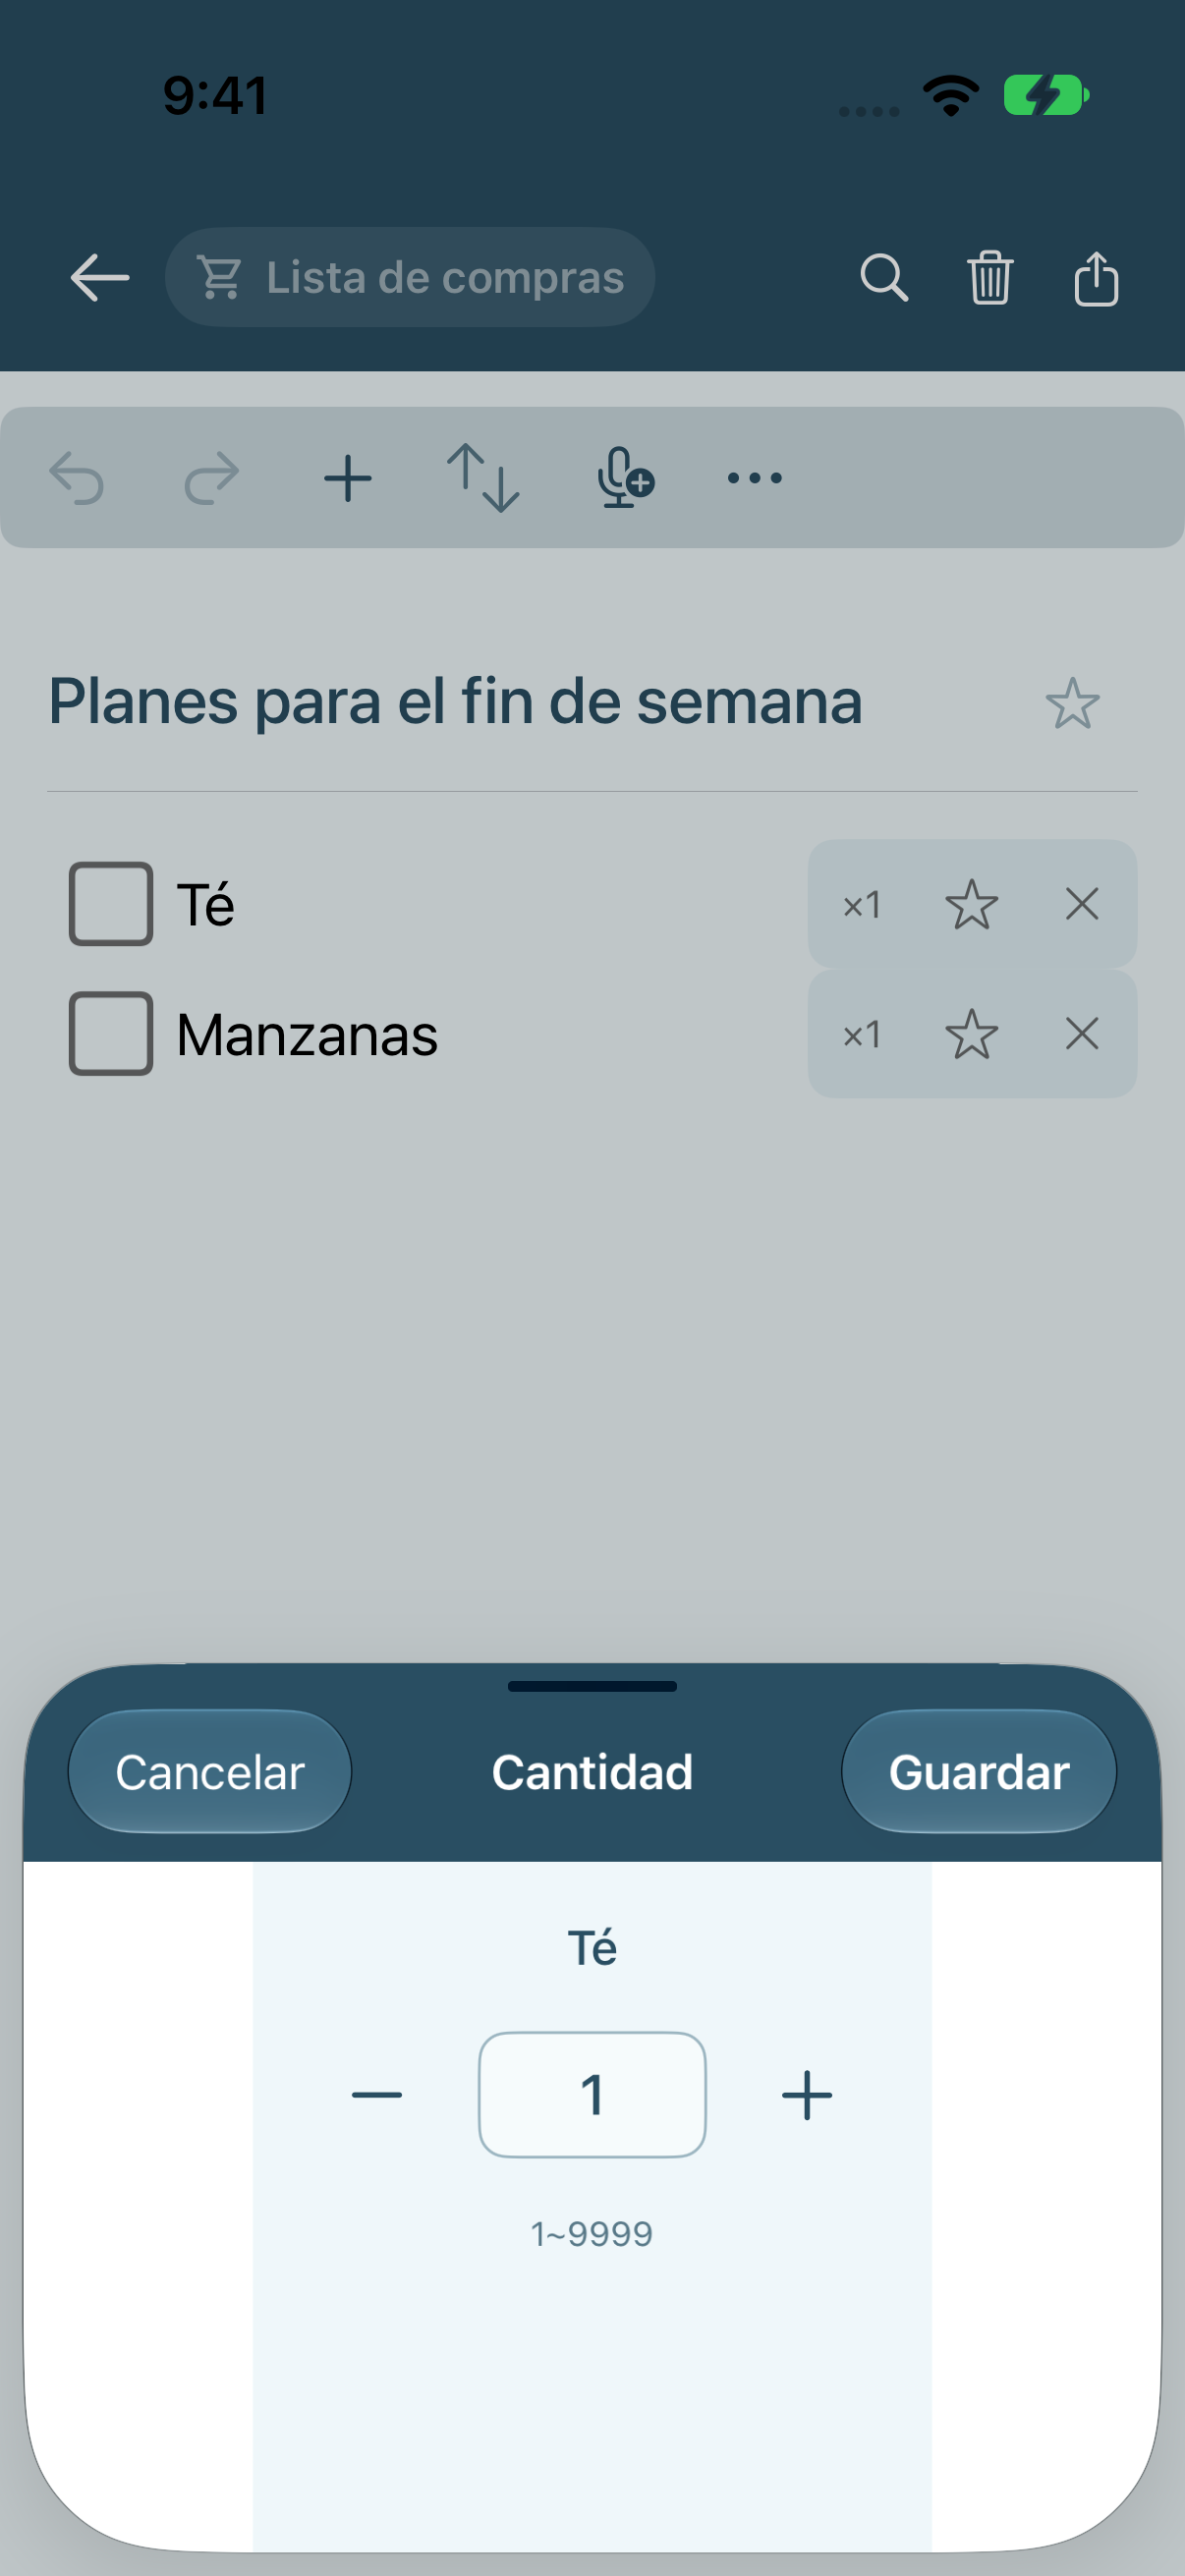 9:41
Lista de compras
Planes para el fin de semana
Té ×1
Manzanas ×1
Cancelar Cantidad Guardar
Té
1
1~9999